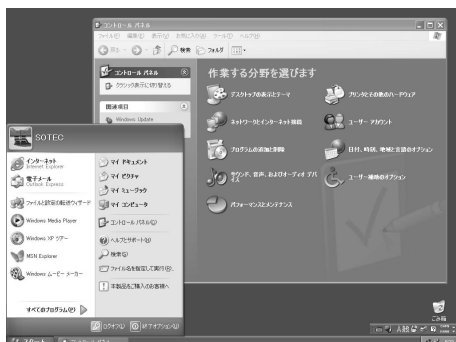 コントロール パネル
ファイル(F) 編集(E) 表示(V) お気に入り(A) ツール(T) ヘルプ(H)
戻る 検索 フォルダ
コントロール パネル
クラシック表示に切り替える
関連項目
Windows Update
作業する分野を選びます
デスクトップの表示とテーマ
プリンタとその他のハードウェア
ネットワークとインターネット接続
ユーザー アカウント
プログラムの追加と削除
日付、時刻、地域と言語のオプション
サウンド、音声、およびオーディオ デバイス
ユーザー補助のオプション
パフォーマンスとメンテナンス
SOTEC
インターネット
Internet Explorer
電子メール
Outlook Express
ファイルと設定の転送ウィザード
Windows Media Player
Windows XP ツアー
MSN Explorer
Windows ムービー メーカー
すべてのプログラム(P)
マイ ドキュメント
マイ ピクチャ
マイ ミュージック
マイ コンピュータ
コントロール パネル(C)
ヘルプとサポート(H)
検索(S)
ファイル名を指定して実行(R)...
本製品をご購入のお客様へ
ログオフ(L) 終了オプション(U)
ごみ箱
スタート
コントロール パネル